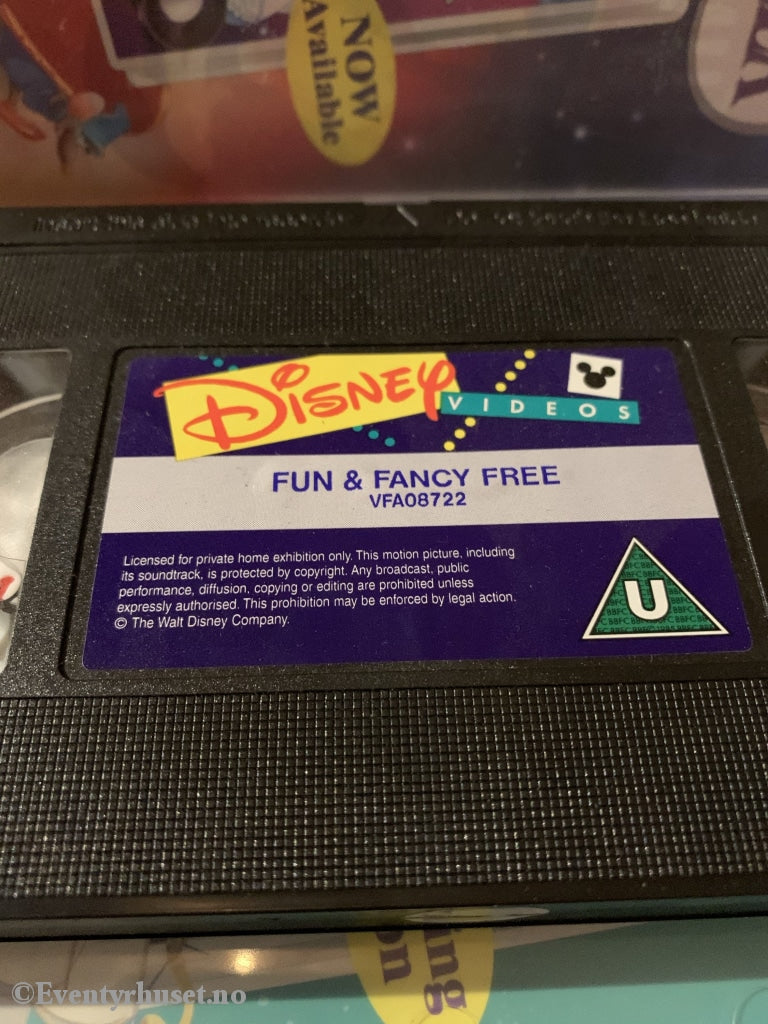 NOW
Available
DISNEY
VIDEOS
FUN & FANCY FREE
VFA08722
Licensed for private home exhibition only. This motion picture, including
its soundtrack, is protected by copyright. Any broadcast, public
performance, diffusion, copying or editing are prohibited unless
expressly authorised. This prohibition may be enforced by legal action.
© The Walt Disney Company.
U
©Eventyrhuset.no